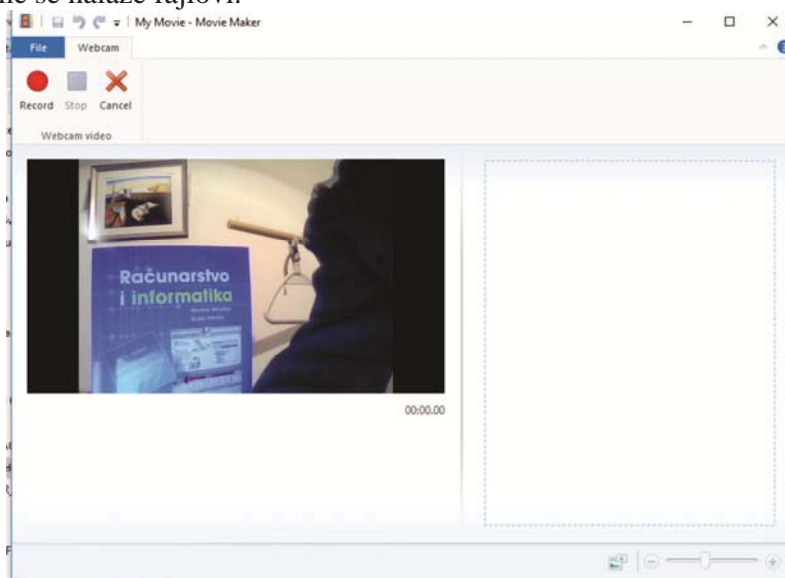 ne se nalaze fajlovi.
My Movie - Movie Maker
File Webcam
Record Stop Cancel
Webcam video
Računarstvo
i informatika
00:00.00